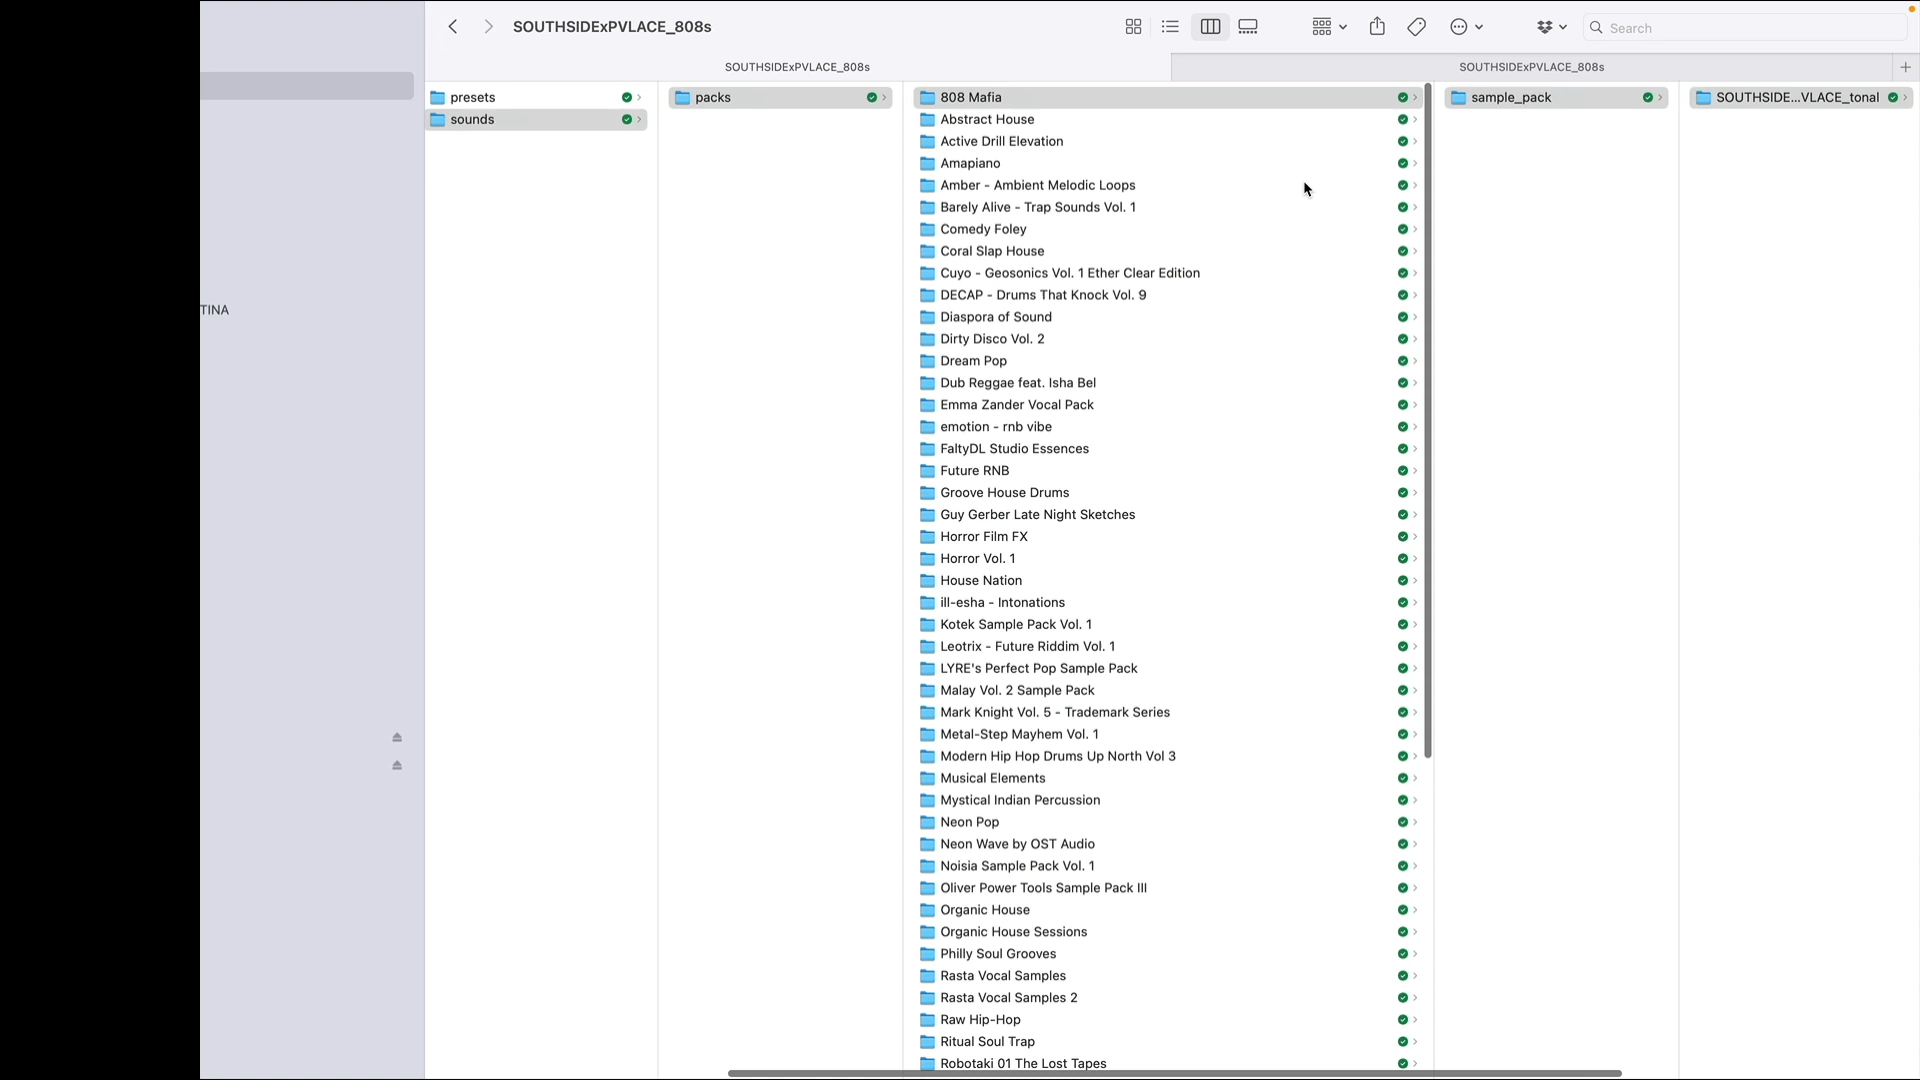 SOUTHSIDExPVLACE_808s
Search
SOUTHSIDExPVLACE_808s
SOUTHSIDExPVLACE_808s
TINA
presets
sounds
packs
808 Mafia
Abstract House
Active Drill Elevation
Amapiano
Amber - Ambient Melodic Loops
Barely Alive - Trap Sounds Vol. 1
Comedy Foley
Coral Slap House
Cuyo - Geosonics Vol. 1 Ether Clear Edition
DECAP - Drums That Knock Vol. 9
Diaspora of Sound
Dirty Disco Vol. 2
Dream Pop
Dub Reggae feat. Isha Bel
Emma Zander Vocal Pack
emotion - rnb vibe
FaltyDL Studio Essences
Future RNB
Groove House Drums
Guy Gerber Late Night Sketches
Horror Film FX
Horror Vol. 1
House Nation
ill-esha - Intonations
Kotek Sample Pack Vol. 1
Leotrix - Future Riddim Vol. 1
LYRE's Perfect Pop Sample Pack
Malay Vol. 2 Sample Pack
Mark Knight Vol. 5 - Trademark Series
Metal-Step Mayhem Vol. 1
Modern Hip Hop Drums Up North Vol 3
Musical Elements
Mystical Indian Percussion
Neon Pop
Neon Wave by OST Audio
Noisia Sample Pack Vol. 1
Oliver Power Tools Sample Pack III
Organic House
Organic House Sessions
Philly Soul Grooves
Rasta Vocal Samples
Rasta Vocal Samples 2
Raw Hip-Hop
Ritual Soul Trap
Robotaki 01 The Lost Tapes
sample_pack
SOUTHSIDE...VLACE_tonal